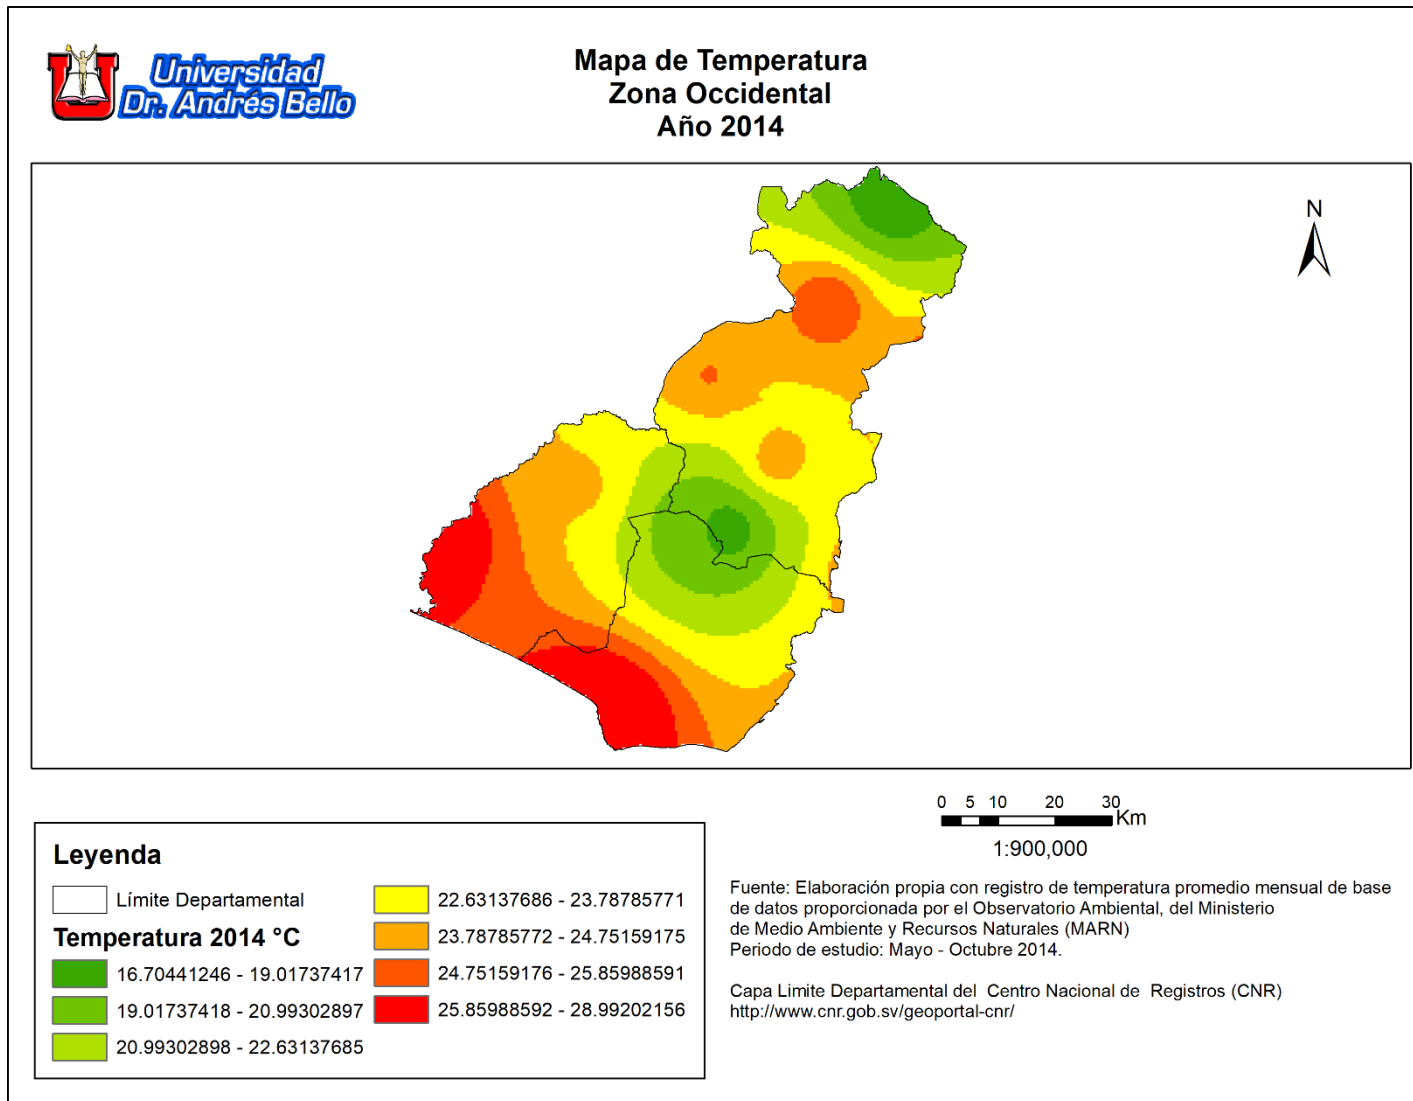 Universidad
Dr. Andrés Bello
Mapa de Temperatura
Zona Occidental
Año 2014
N
0 5 10 20 30
Km
1:900,000
Leyenda
Límite Departamental
Temperatura 2014 °C
16.70441246 - 19.01737417
19.01737418 - 20.99302897
20.99302898 - 22.63137685
22.63137686 - 23.78785771
23.78785772 - 24.75159175
24.75159176 - 25.85988591
25.85988592 - 28.99202156
Fuente: Elaboración propia con registro de temperatura promedio mensual de base
de datos proporcionada por el Observatorio Ambiental, del Ministerio
de Medio Ambiente y Recursos Naturales (MARN)
Periodo de estudio: Mayo - Octubre 2014.
Capa Limite Departamental del Centro Nacional de Registros (CNR)
http://www.cnr.gob.sv/geoportal-cnr/